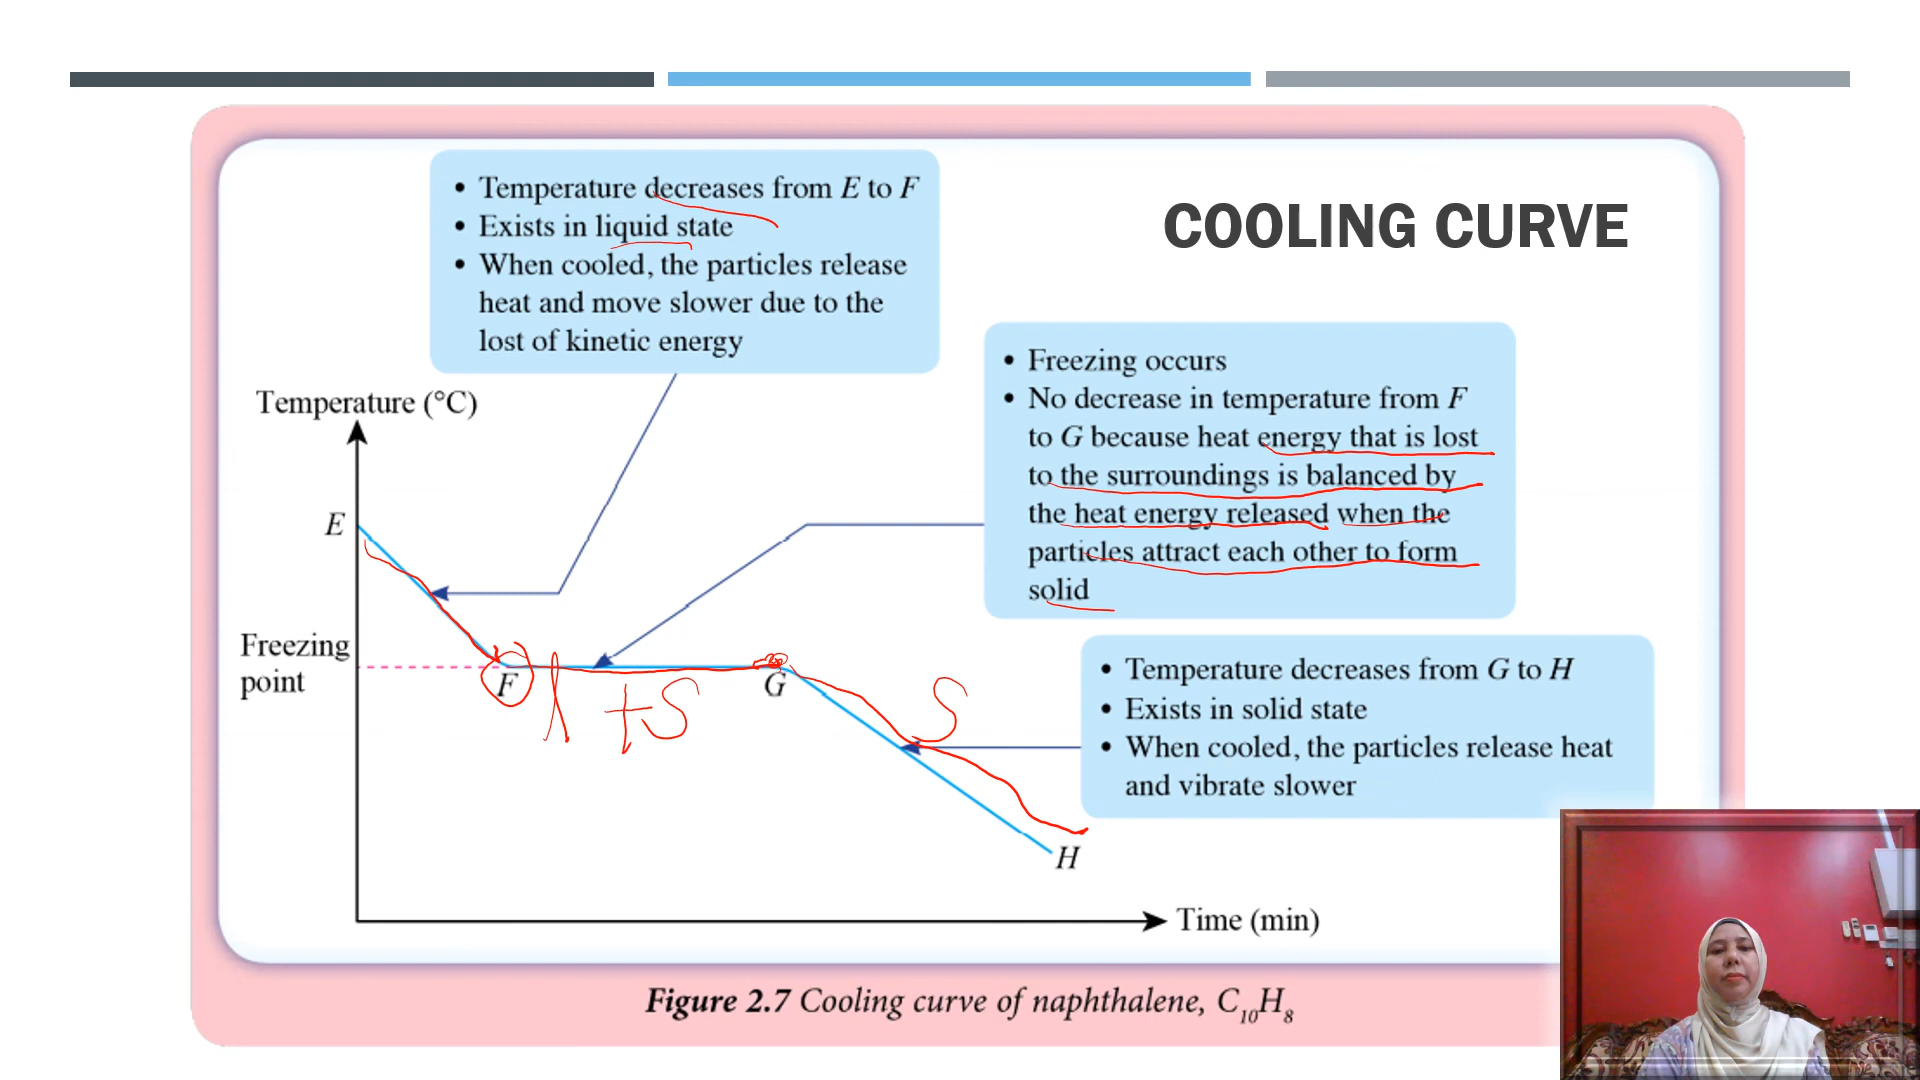 COOLING CURVE
• Temperature decreases from E to F
• Exists in liquid state
• When cooled, the particles release
heat and move slower due to the
lost of kinetic energy
• Freezing occurs
• No decrease in temperature from F
to G because heat energy that is lost
to the surroundings is balanced by
the heat energy released when the
particles attract each other to form
solid
Temperature (°C)
E
Freezing
point
F
G
l + S
S
• Temperature decreases from G to H
• Exists in solid state
• When cooled, the particles release heat
and vibrate slower
H
Time (min)
Figure 2.7 Cooling curve of naphthalene, C₁₀H₈